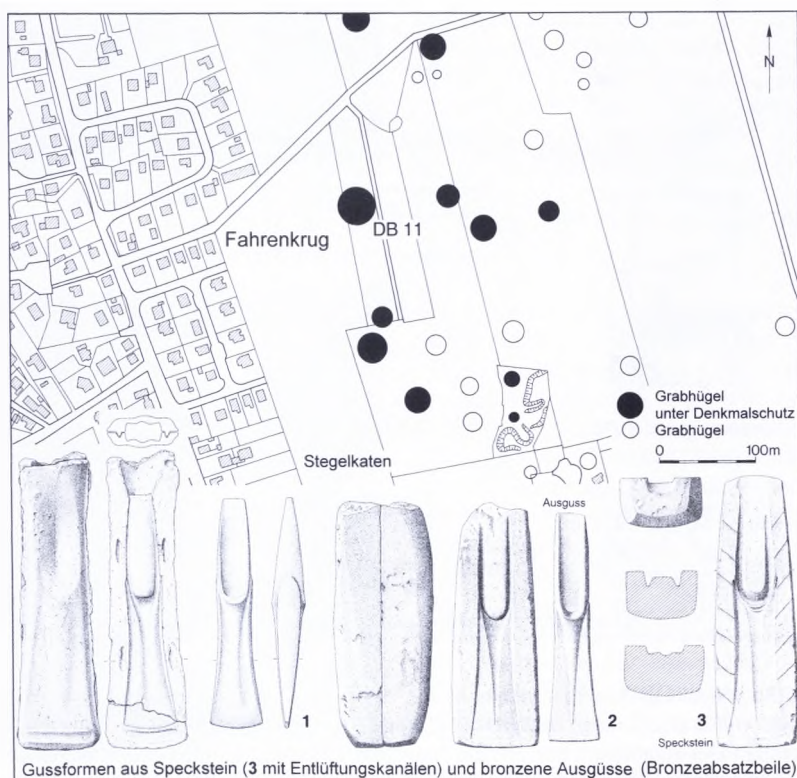 N
DB 11
Fahrenkrug
Grabhügel
unter Denkmalschutz
Grabhügel
Stegelkaten
0 100m
Ausguss
1
2
3
Speckstein
Gussformen aus Speckstein (3 mit Entlüftungskanälen) und bronzene Ausgüsse (Bronzeabsatzbeile)